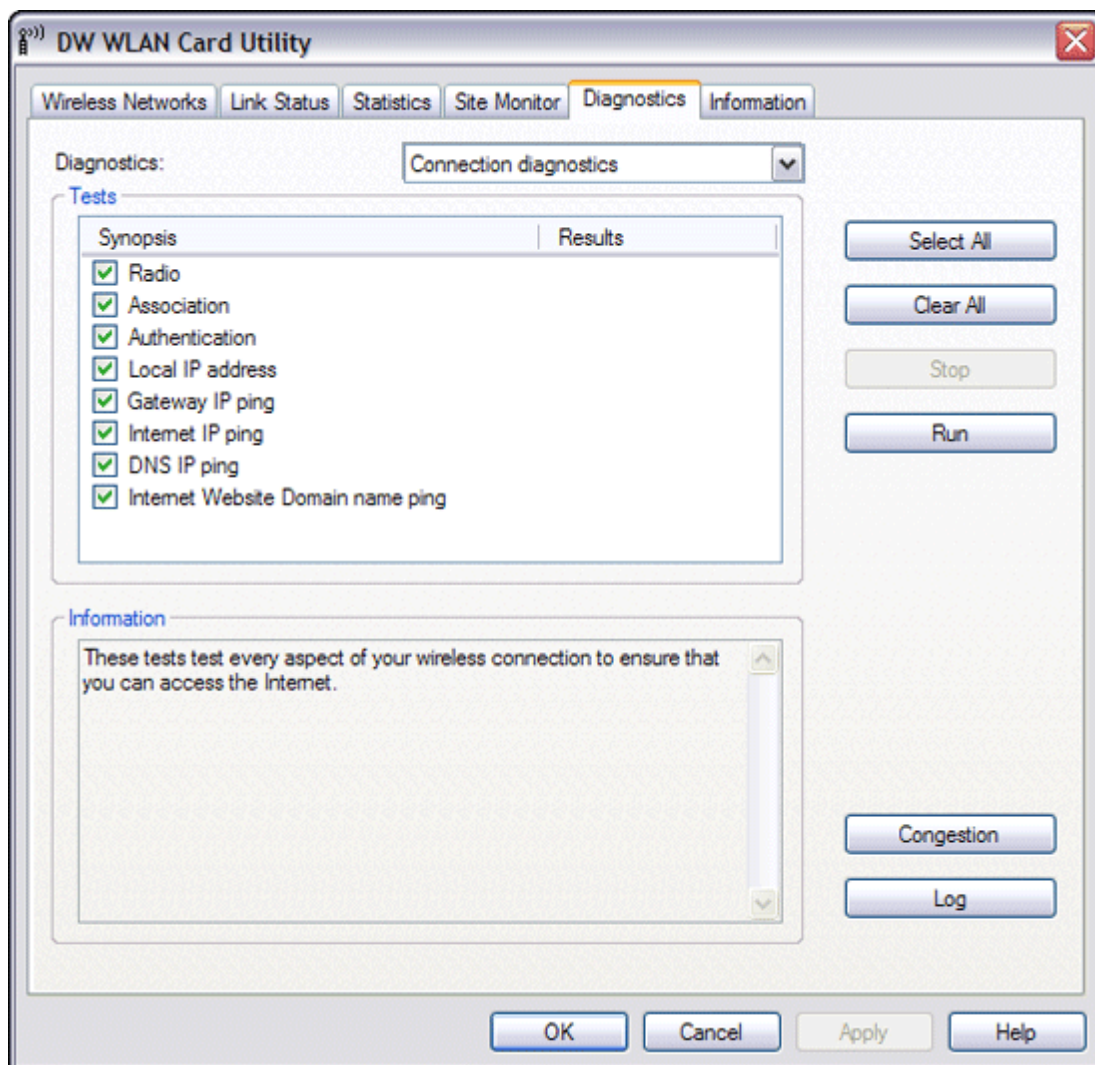 DW WLAN Card Utility
Wireless Networks Link Status Statistics Site Monitor Diagnostics Information
Diagnostics: Connection diagnostics
Tests
Synopsis Results
Radio
Association
Authentication
Local IP address
Gateway IP ping
Internet IP ping
DNS IP ping
Internet Website Domain name ping
Select All
Clear All
Stop
Run
Information
These tests test every aspect of your wireless connection to ensure that
you can access the Internet.
Congestion
Log
OK Cancel Apply Help